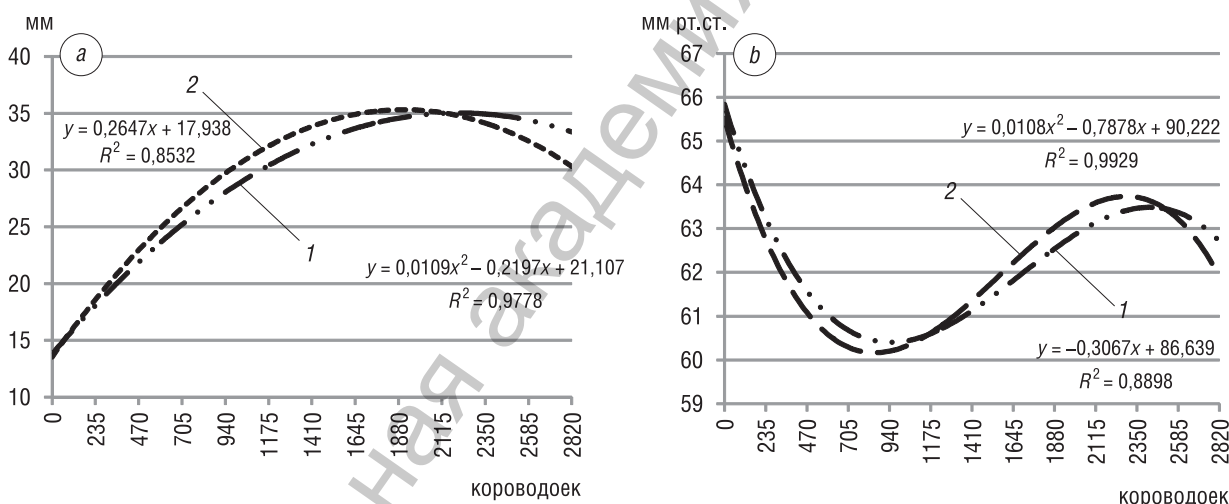 мм
a
40
35
30
25
20
15
10
2
y = 0,2647x + 17,938
R² = 0,8532
1
y = 0,0109x² – 0,2197x + 21,107
R² = 0,9778
0 235 470 705 940 1175 1410 1645 1880 2115 2350 2585 2820
короводоек
мм рт.ст.
b
67
66
65
64
63
62
61
60
59
y = 0,0108x² – 0,7878x + 90,222
R² = 0,9929
2
1
y = –0,3067x + 86,639
R² = 0,8898
0 235 470 705 940 1175 1410 1645 1880 2115 2350 2585 2820
короводоек
ная академи